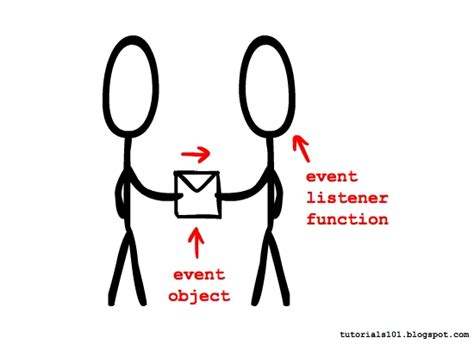 event
listener
function
event
object
tutorials101.blogspot.com